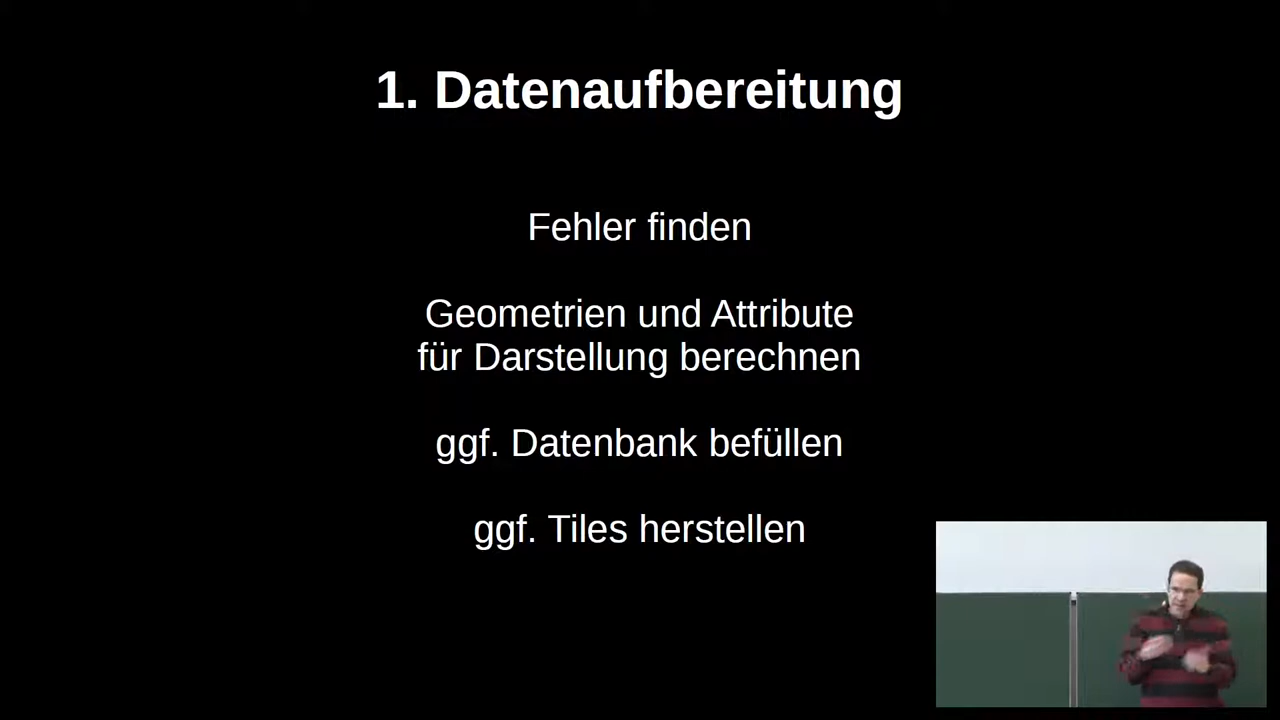 1. Datenaufbereitung
Fehler finden
Geometrien und Attribute
für Darstellung berechnen
ggf. Datenbank befüllen
ggf. Tiles herstellen